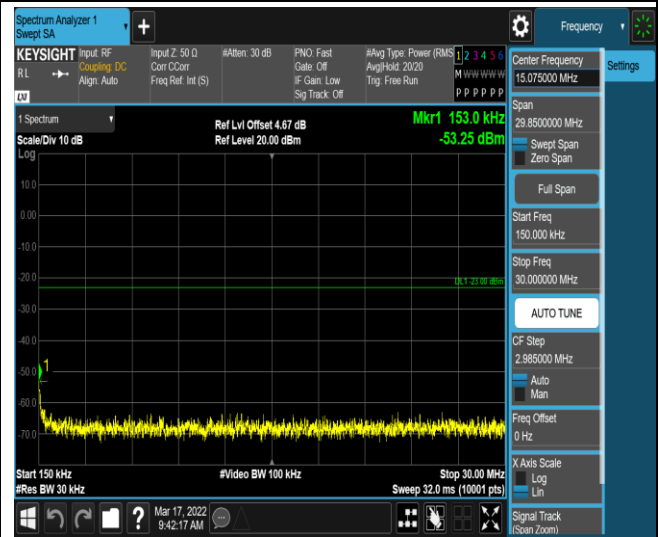 Spectrum Analyzer 1
Swept SA
+
Frequency
KEYSIGHT
RL
LXI
Input: RF
Coupling: DC
Align: Auto
Input Z: 50 Ω
Corr CCorr
Freq Ref: Int (S)
#Atten: 30 dB
PNO: Fast
Gate: Off
IF Gain: Low
Sig Track: Off
#Avg Type: Power (RMS
Avg|Hold: 20/20
Trig: Free Run
1 2 3 4 5 6
M W W W W W
P P P P P P
Center Frequency
15.075000 MHz
Settings
Span
29.8500000 MHz
Swept Span
Zero Span
Full Span
Start Freq
150.000 kHz
Stop Freq
30.000000 MHz
AUTO TUNE
CF Step
2.985000 MHz
Auto
Man
Freq Offset
0 Hz
X Axis Scale
Log
Lin
Signal Track
(Span Zoom)
1 Spectrum
Scale/Div 10 dB
Log
Ref Lvl Offset 4.67 dB
Ref Level 20.00 dBm
Mkr1 153.0 kHz
-53.25 dBm
10.0
0.00
-10.0
-20.0
DL1 -23.00 dBm
-30.0
-40.0
-50.0
1
-60.0
-70.0
Start 150 kHz
#Video BW 100 kHz
Stop 30.00 MHz
#Res BW 30 kHz
Sweep 32.0 ms (10001 pts)
?
Mar 17, 2022
9:42:17 AM